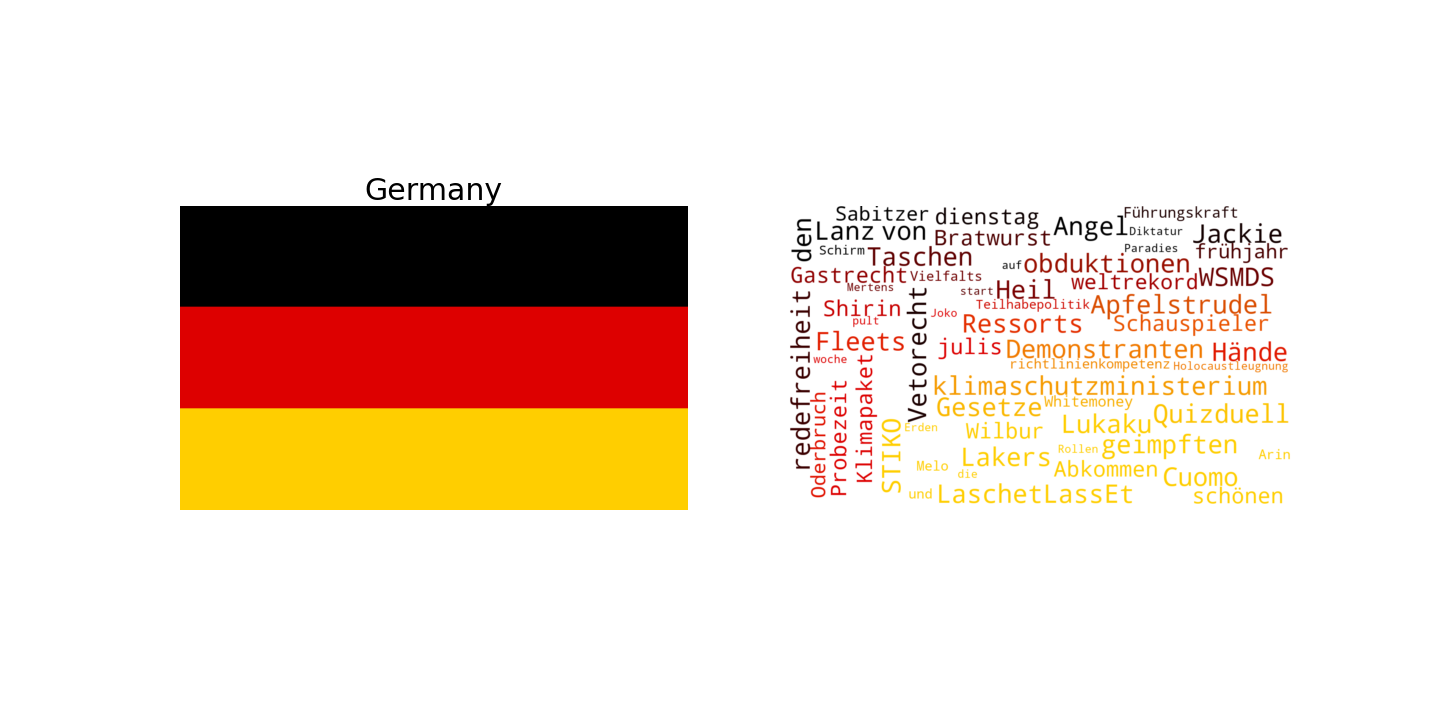 Germany
Sabitzer
dienstag
Angel
Führungskraft
Lanz von
Bratwurst
Diktatur
Jackie
den
Schirm
Taschen
Paradies
frühjahr
auf
obduktionen
Gastrecht
Vielfalts
weltrekord
WSMDS
Mertens
start
Heil
Shirin
Joko
Teilhabepolitik
Apfelstrudel
pult
Ressorts
Schauspieler
redefreiheit
Fleets
Vetorecht
julis
Demonstranten
Hände
woche
richtlinienkompetenz
Holocaustleugnung
klimaschutzministerium
Oderbruch
Probezeit
Klimapaket
Gesetze
Whitemoney
Quizduell
STIKO
Erden
Wilbur
Lukaku
geimpften
Lakers
Rollen
Arin
Melo
die
Abkommen
Cuomo
und
LaschetLassEt
schönen